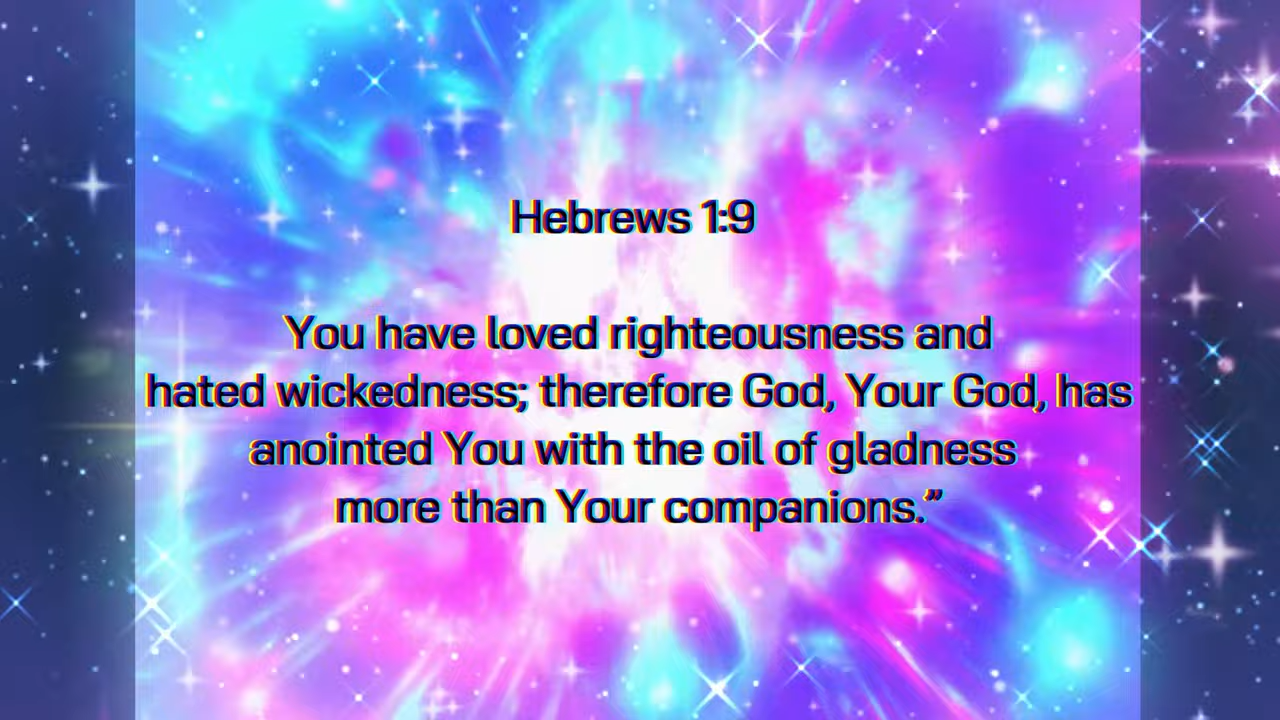 Hebrews 1:9
You have loved righteousness and
hated wickedness; therefore God, Your God, has
anointed You with the oil of gladness
more than Your companions.”